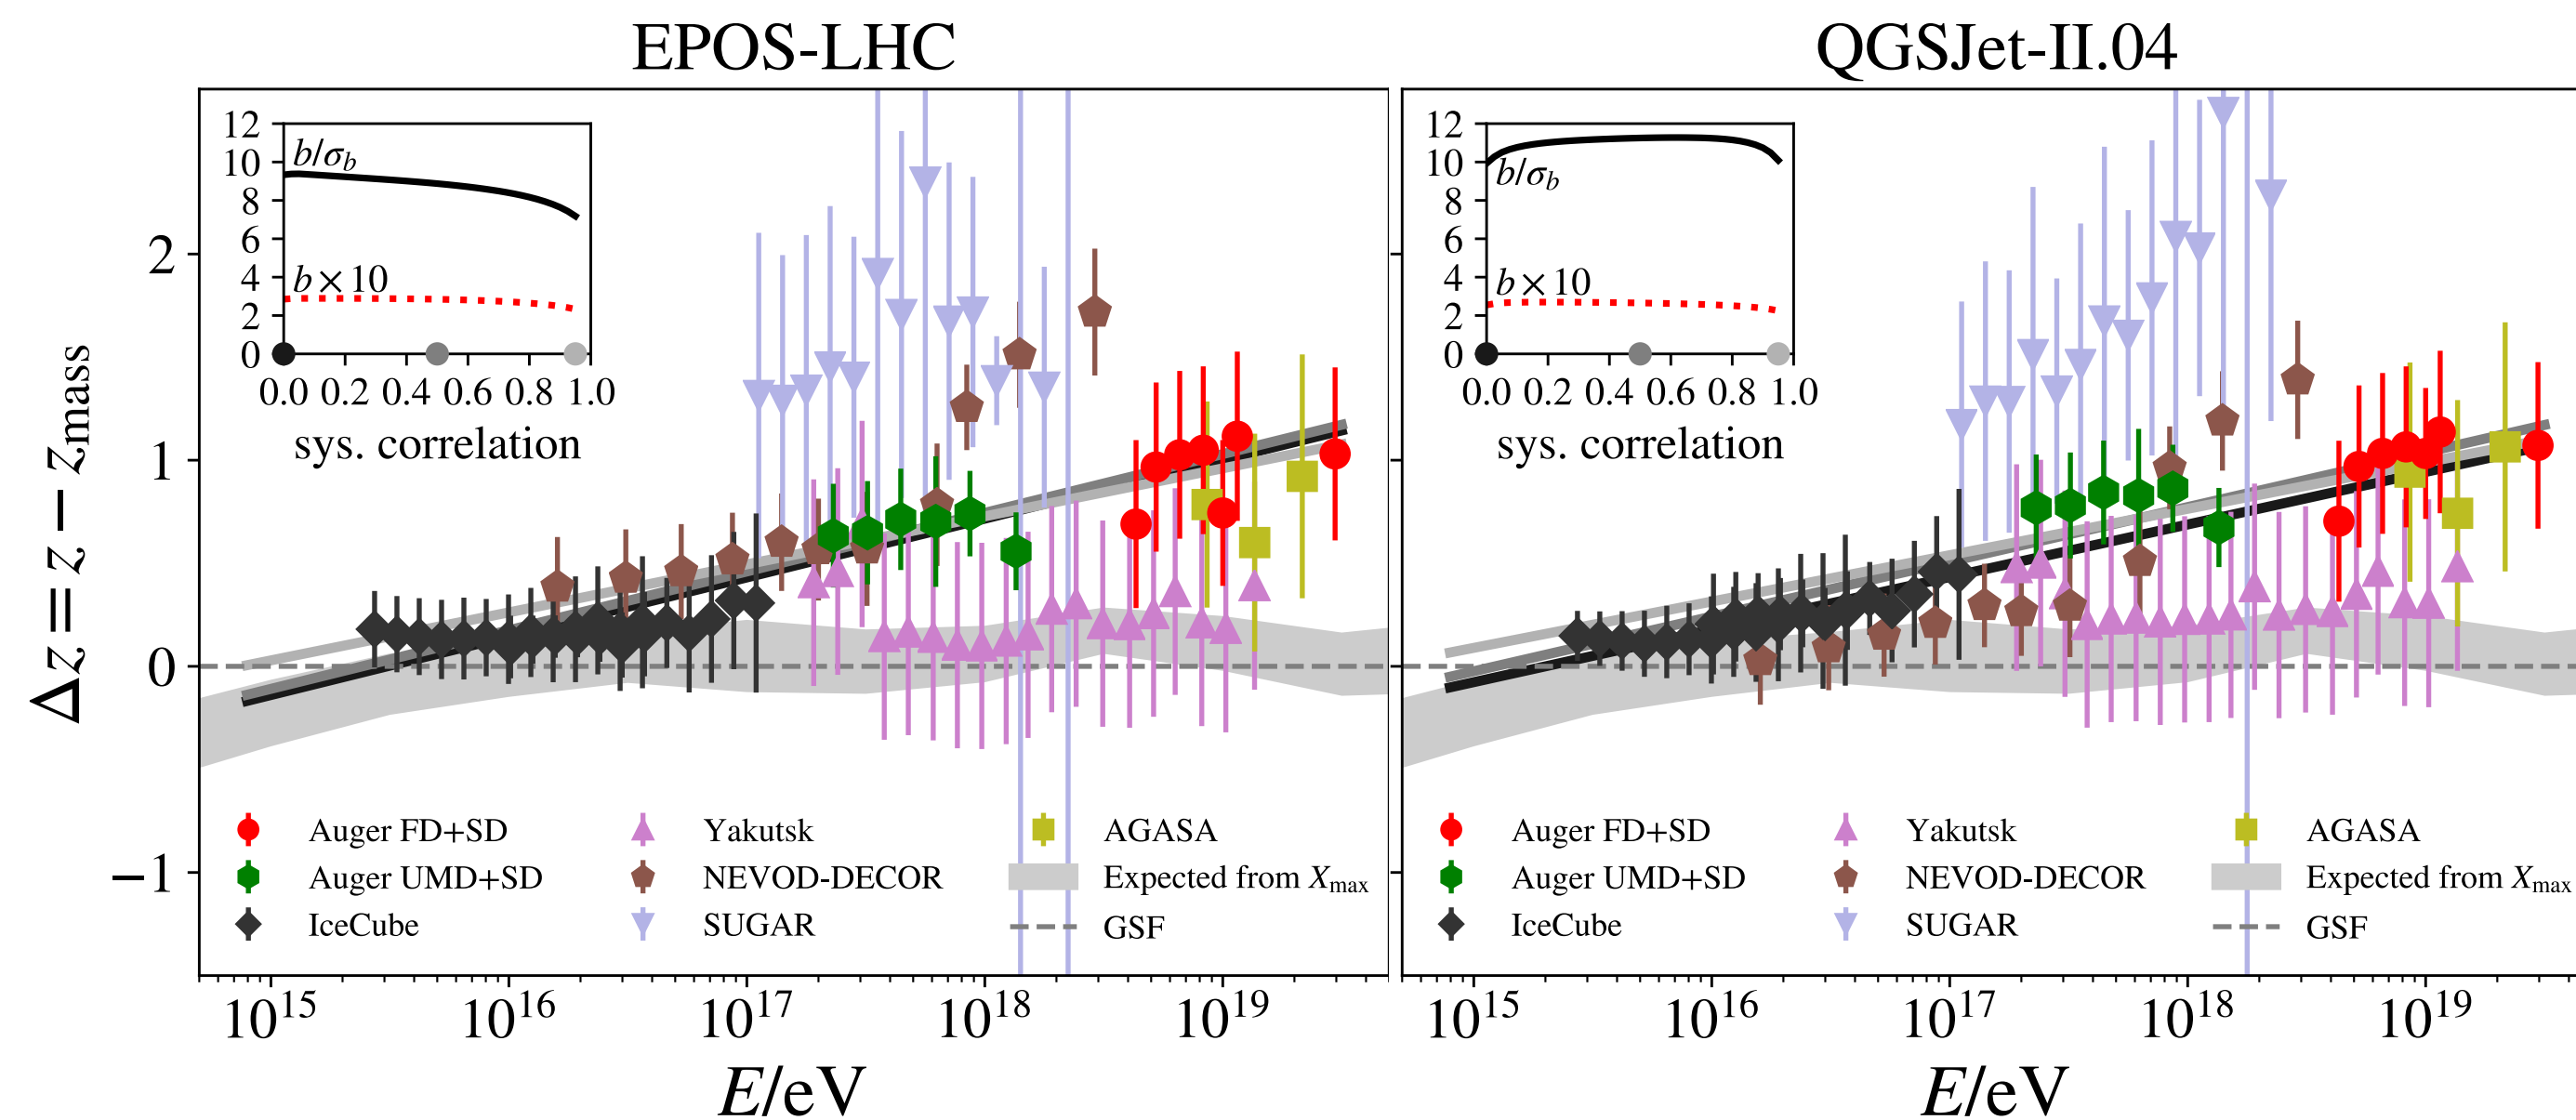 EPOS-LHC
QGSJet-II.04
Δz = z − z_mass
2
1
0
−1
12
10
8
6
4
2
0
b/σ_b
b × 10
0.0 0.2 0.4 0.6 0.8 1.0
sys. correlation
12
10
8
6
4
2
0
b/σ_b
b × 10
0.0 0.2 0.4 0.6 0.8 1.0
sys. correlation
Auger FD+SD
Auger UMD+SD
IceCube
Yakutsk
NEVOD-DECOR
SUGAR
AGASA
Expected from X_max
GSF
Auger FD+SD
Auger UMD+SD
IceCube
Yakutsk
NEVOD-DECOR
SUGAR
AGASA
Expected from X_max
GSF
10^15 10^16 10^17 10^18 10^19
10^15 10^16 10^17 10^18 10^19
E/eV
E/eV